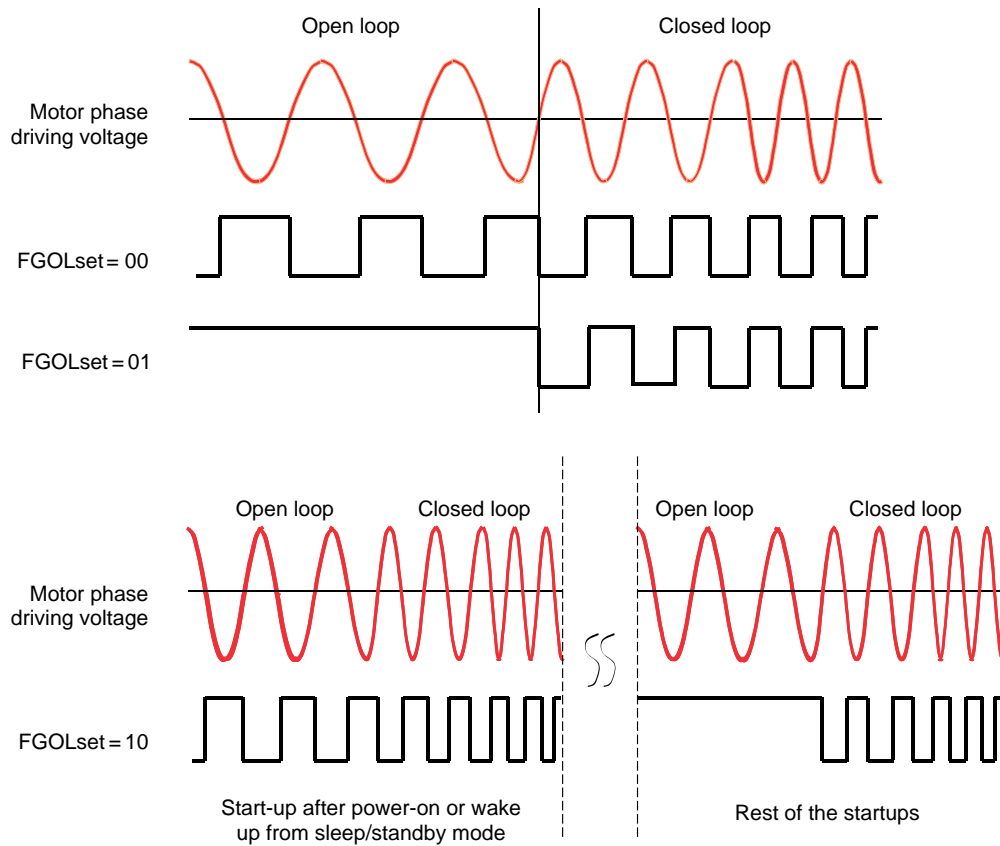 Open loop
Closed loop
Motor phase
driving voltage
FGOLset = 00
FGOLset = 01
Open loop
Closed loop
Open loop
Closed loop
Motor phase
driving voltage
FGOLset = 10
Start-up after power-on or wake
up from sleep/standby mode
Rest of the startups